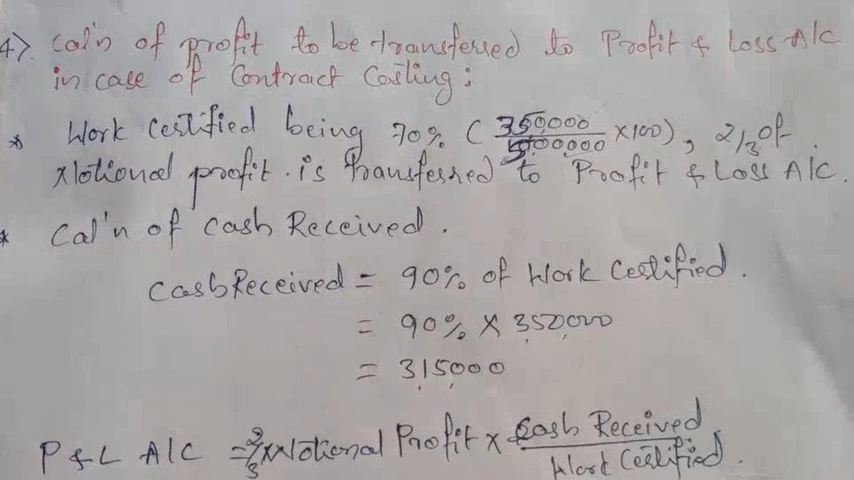 4). Cal'n of profit to be transferred to Profit & Loss A/C
in case of Contract Costing:
* Work Certified being 70% (350000/500000 ×100), 2/3 of
Notional profit is transferred to Profit & Loss A/C.
* Cal'n of cash Received.
Cash Received = 90% of Work Certified.
= 90% × 350000
= 315000
P & L A/C = 2/3 × Notional Profit × Cash Received / Work Certified.